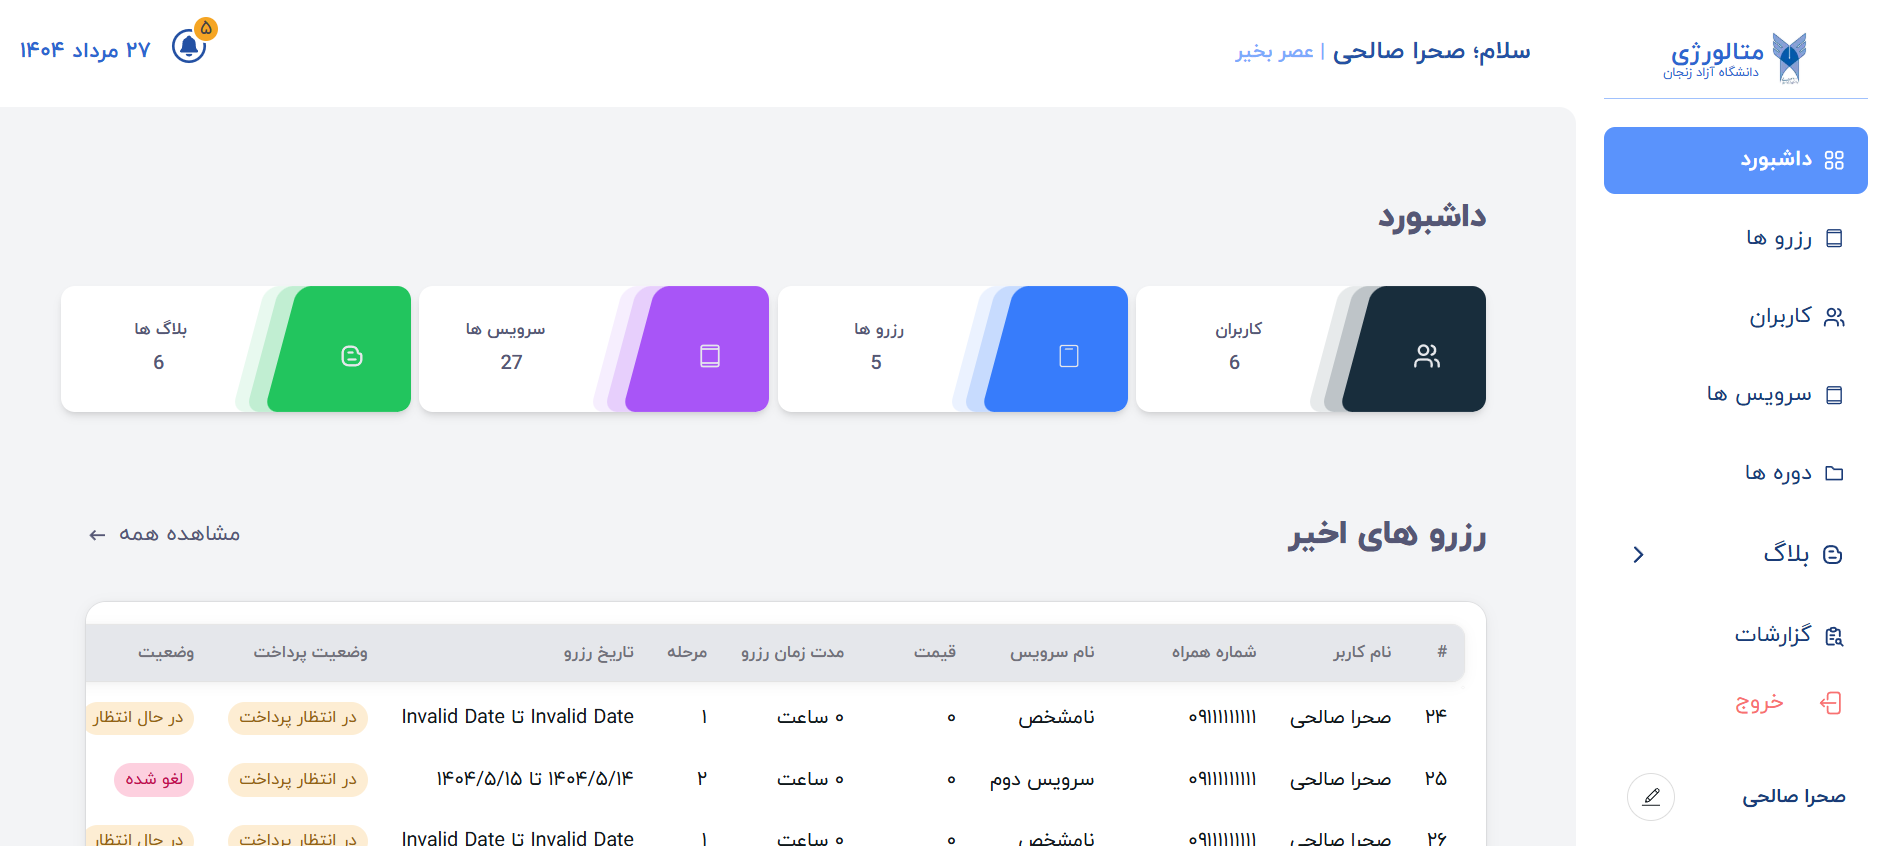 متالورژی
دانشگاه آزاد زنجان
داشبورد
رزرو ها
کاربران
سرویس ها
دوره ها
بلاگ
گزارشات
خروج
صحرا صالحی
سلام؛ صحرا صالحی | عصر بخیر
۵
۲۷ مرداد ۱۴۰۴
داشبورد
کاربران
6
رزرو ها
5
سرویس ها
27
بلاگ ها
6
رزرو های اخیر
مشاهده همه ←
# نام کاربر شماره همراه نام سرویس قیمت مدت زمان رزرو مرحله تاریخ رزرو وضعیت پرداخت وضعیت
۲۴ صحرا صالحی ۰۹۱۱۱۱۱۱۱۱۱ نامشخص ۰ ۰ ساعت ۱ Invalid Date تا Invalid Date در انتظار پرداخت در حال انتظار
۲۵ صحرا صالحی ۰۹۱۱۱۱۱۱۱۱۱ سرویس دوم ۰ ۰ ساعت ۲ ۱۴۰۴/۵/۱۴ تا ۱۴۰۴/۵/۱۵ در انتظار پرداخت لغو شده
۲۶ صحرا صالحی ۰۹۱۱۱۱۱۱۱۱۱ نامشخص ۰ ۰ ساعت ۱ Invalid Date تا Invalid Date در انتظار پرداخت در حال انتظار